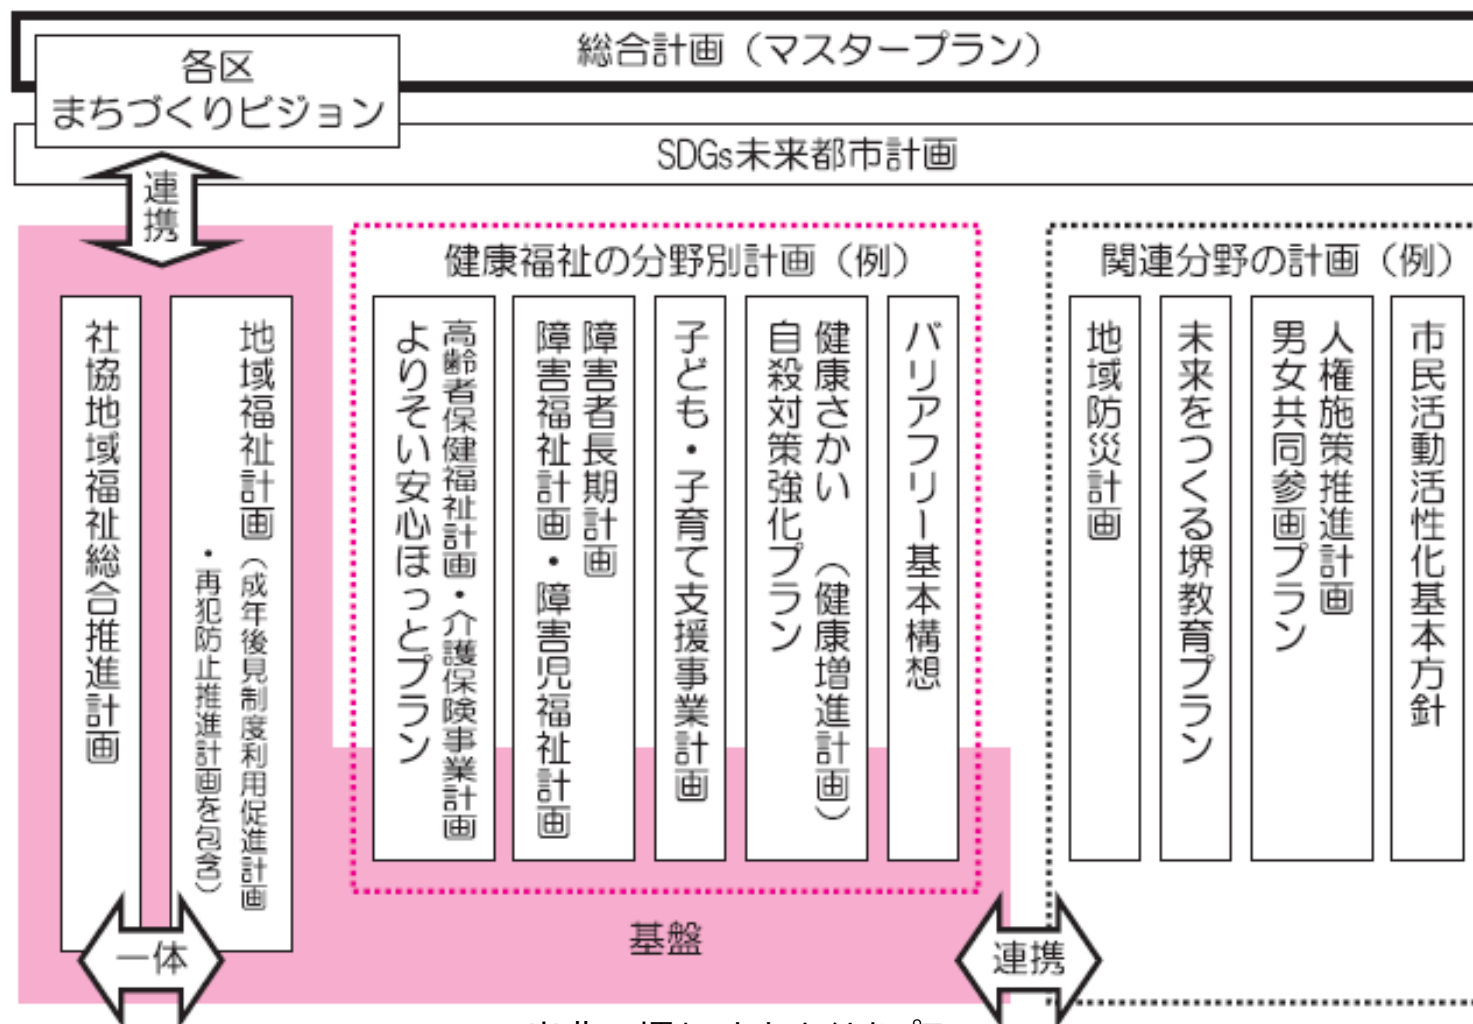 総合計画（マスタープラン）
各区
まちづくりビジョン
SDGs未来都市計画
連携
健康福祉の分野別計画（例）
関連分野の計画（例）
社協地域福祉総合推進計画
地域福祉計画（成年後見制度利用促進計画
・再犯防止推進計画を包含）
高齢者保健福祉計画・介護保険事業計画
よりそい安心ほっとプラン
障害者長期計画
障害福祉計画・障害児福祉計画
子ども・子育て支援事業計画
健康さかい（健康増進計画）
自殺対策強化プラン
バリアフリー基本構想
地域防災計画
未来をつくる堺教育プラン
人権施策推進計画
男女共同参画プラン
市民活動活性化基本方針
基盤
一体
連携